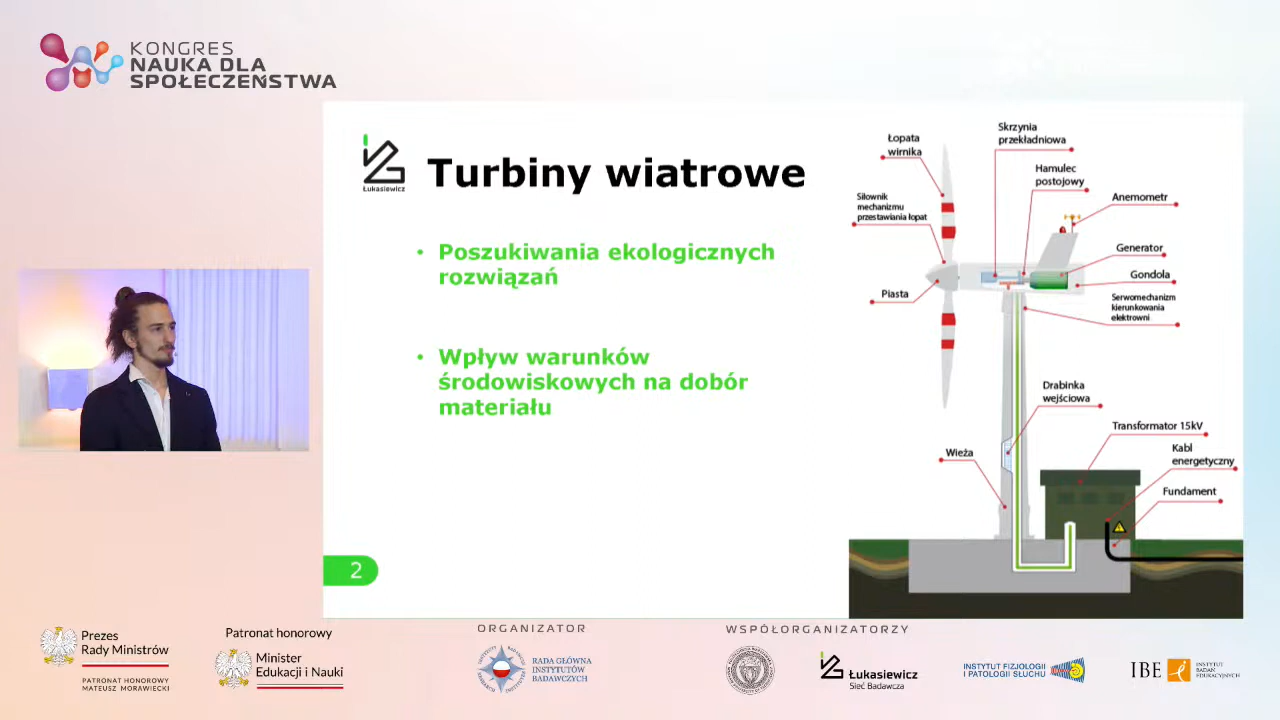 KONGRES
NAUKA DLA
SPOŁECZEŃSTWA
Łukasiewicz
Turbiny wiatrowe
• Poszukiwania ekologicznych
rozwiązań
• Wpływ warunków
środowiskowych na dobór
materiału
2
Łopata
wirnika
Skrzynia
przekładniowa
Hamulec
postojowy
Siłownik
mechanizmu
przestawiania łopat
Anemometr
Generator
Gondola
Piasta
Serwomechanizm
kierunkowania
elektrowni
Drabinka
wejściowa
Transformator 15kV
Wieża
Kabl
energetyczny
Fundament
Prezes
Rady Ministrów
PATRONAT HONOROWY
MATEUSZ MORAWIECKI
Patronat honorowy
Minister
Edukacji i Nauki
ORGANIZATOR
RADA GŁÓWNA
INSTYTUTÓW
BADAWCZYCH
WSPÓŁORGANIZATORZY
Łukasiewicz
Sieć Badawcza
INSTYTUT FIZJOLOGII
I PATOLOGII SŁUCHU
IBE
INSTYTUT
BADAŃ
EDUKACYJNYCH